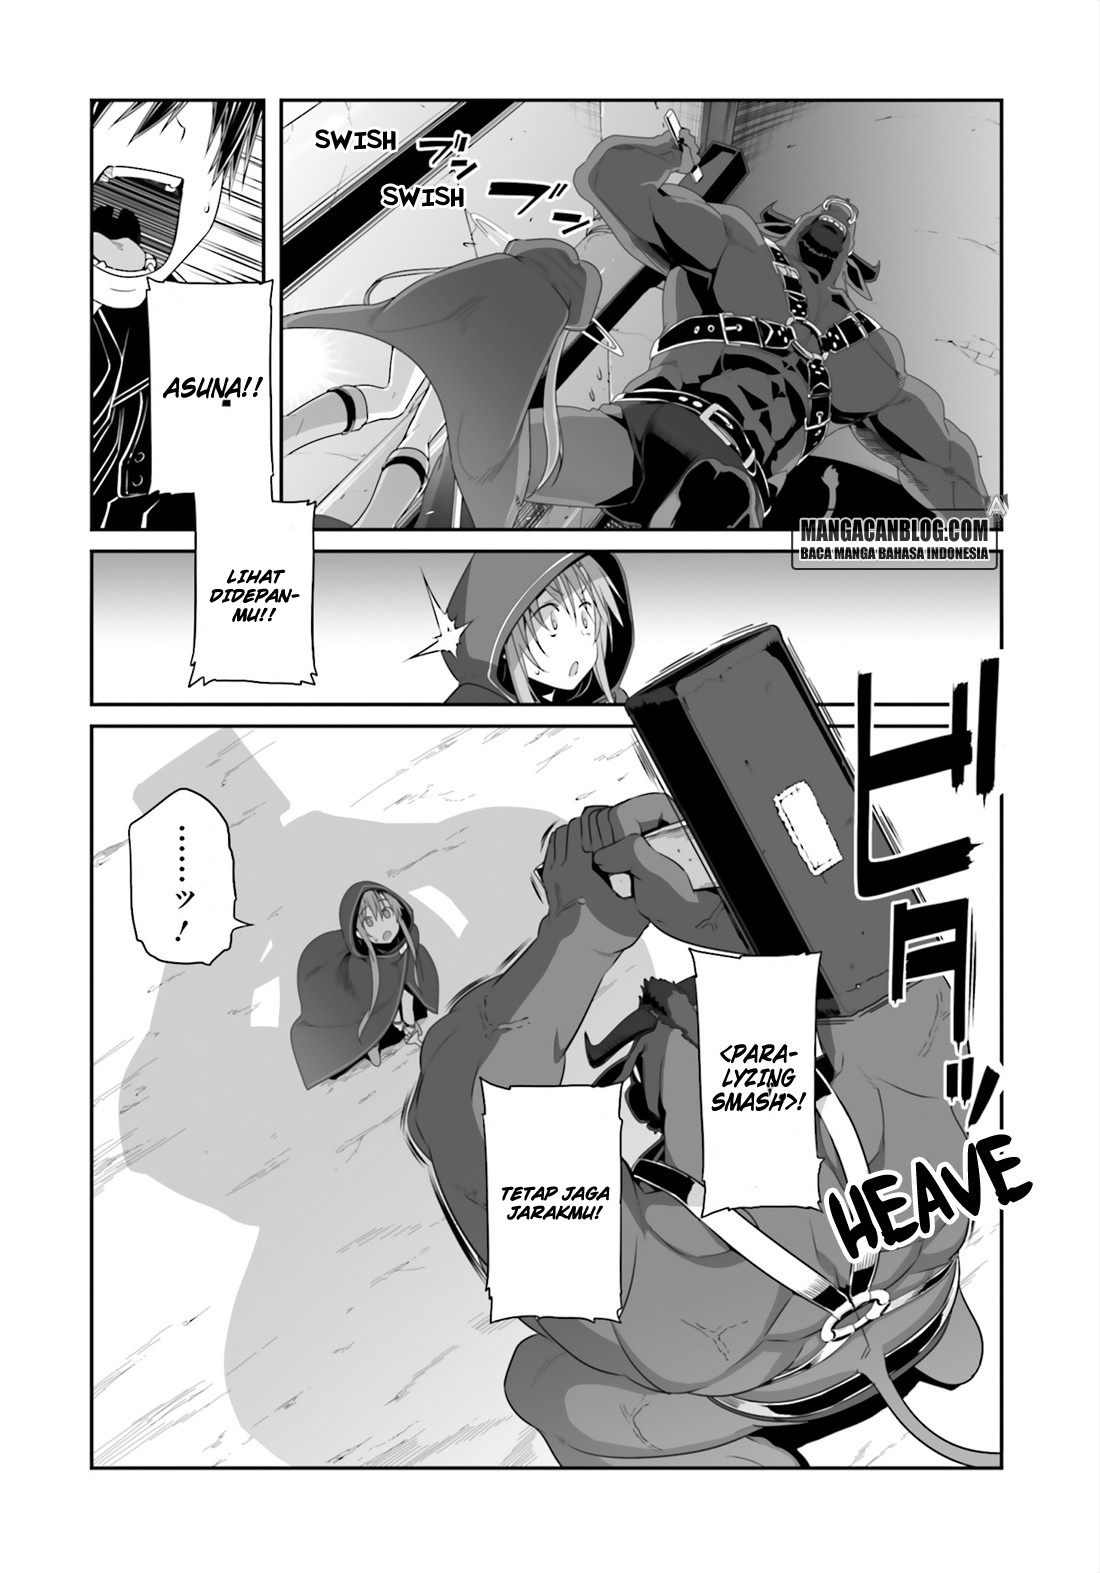 SWISH
ブン
SWISH
ブン
ASUNA!!
MANGACANBLOG.COM
BACA MANGA BAHASA INDONESIA
LIHAT
DIDEPAN-
MU!!
ビタッ
………ッ！
<PARA-
LYZING
SMASH>!
TETAP JAGA
JARAKMU!
HEAVE